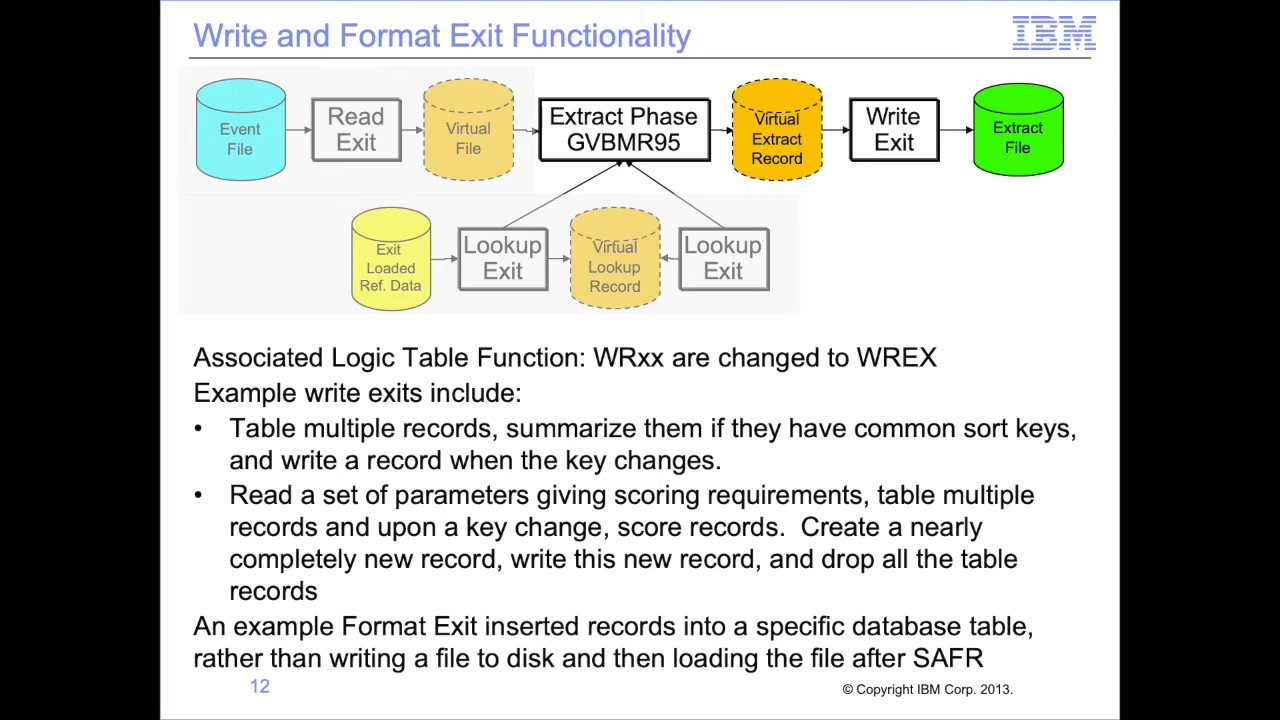 Write and Format Exit Functionality
IBM
Event
File
Read
Exit
Virtual
File
Extract Phase
GVBMR95
Virtual
Extract
Record
Write
Exit
Extract
File
Exit
Loaded
Ref. Data
Lookup
Exit
Virtual
Lookup
Record
Lookup
Exit
Associated Logic Table Function: WRxx are changed to WREX
Example write exits include:
• Table multiple records, summarize them if they have common sort keys,
and write a record when the key changes.
• Read a set of parameters giving scoring requirements, table multiple
records and upon a key change, score records.  Create a nearly
completely new record, write this new record, and drop all the table
records
An example Format Exit inserted records into a specific database table,
rather than writing a file to disk and then loading the file after SAFR
12
© Copyright IBM Corp. 2013.